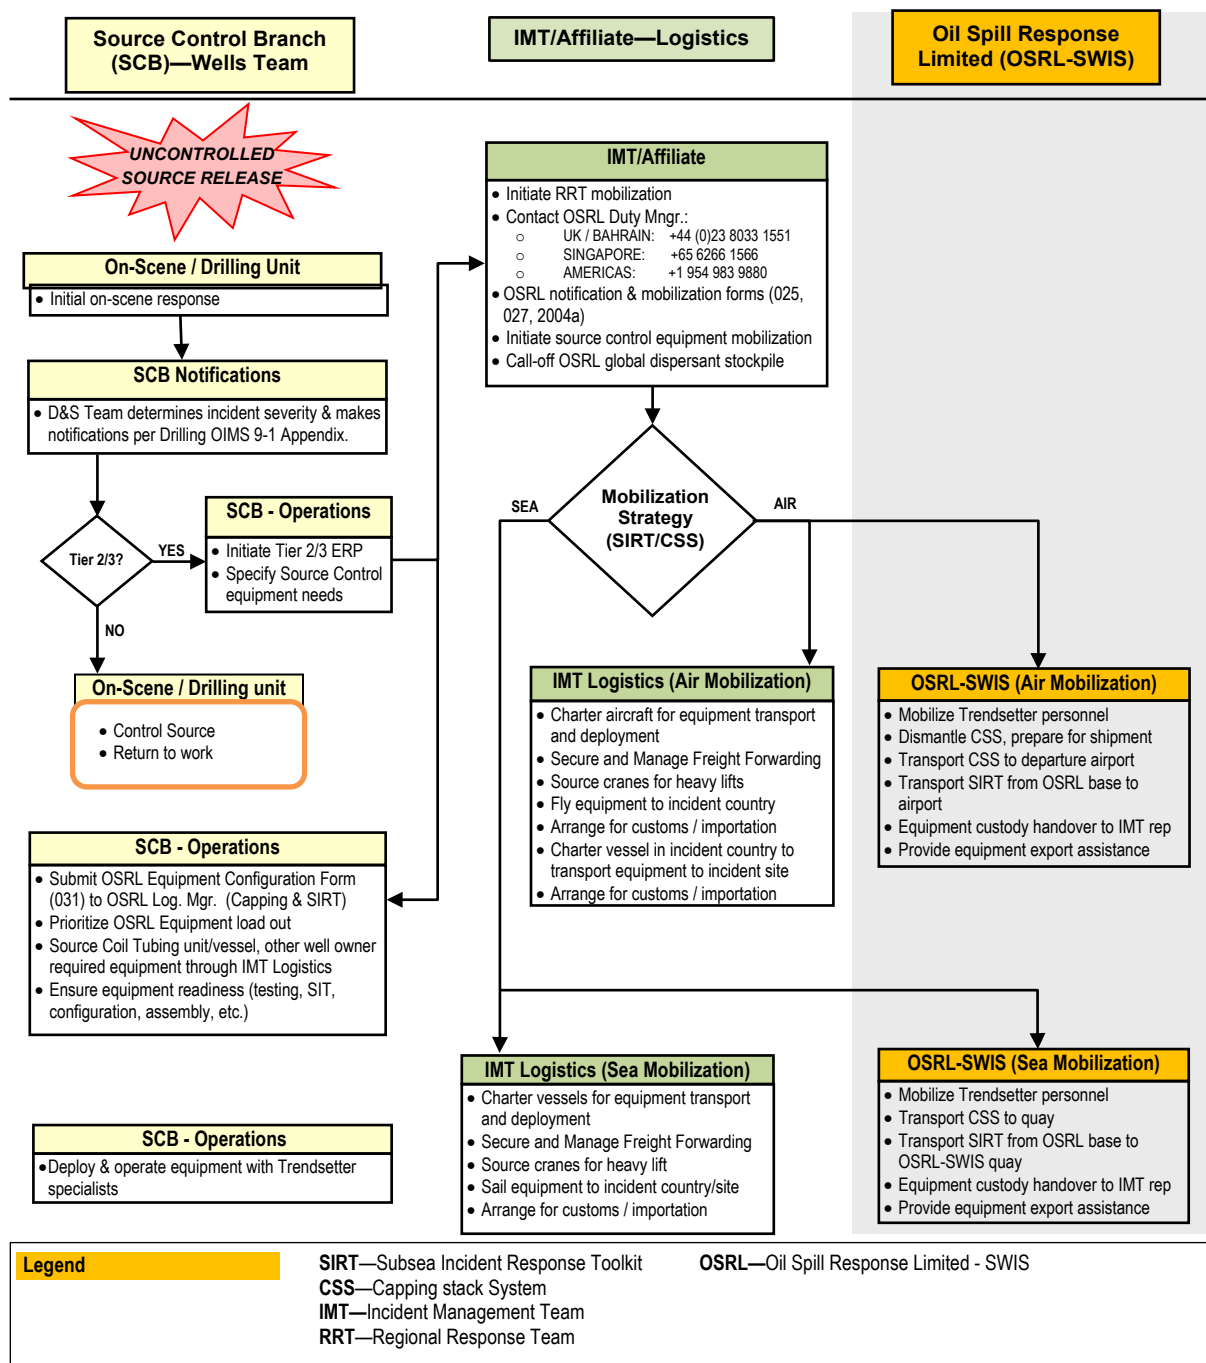 Source Control Branch
(SCB)—Wells Team
IMT/Affiliate—Logistics
Oil Spill Response
Limited (OSRL-SWIS)
UNCONTROLLED
SOURCE RELEASE
On-Scene / Drilling Unit
• Initial on-scene response
SCB Notifications
• D&S Team determines incident severity & makes
notifications per Drilling OIMS 9-1 Appendix.
Tier 2/3?
YES
NO
SCB - Operations
• Initiate Tier 2/3 ERP
• Specify Source Control
equipment needs
On-Scene / Drilling unit
• Control Source
• Return to work
SCB - Operations
• Submit OSRL Equipment Configuration Form
(031) to OSRL Log. Mgr. (Capping & SIRT)
• Prioritize OSRL Equipment load out
• Source Coil Tubing unit/vessel, other well owner
required equipment through IMT Logistics
• Ensure equipment readiness (testing, SIT,
configuration, assembly, etc.)
SCB - Operations
•Deploy & operate equipment with Trendsetter
specialists
IMT/Affiliate
• Initiate RRT mobilization
• Contact OSRL Duty Mngr.:
o UK / BAHRAIN: +44 (0)23 8033 1551
o SINGAPORE: +65 6266 1566
o AMERICAS: +1 954 983 9880
• OSRL notification & mobilization forms (025,
027, 2004a)
• Initiate source control equipment mobilization
• Call-off OSRL global dispersant stockpile
Mobilization
Strategy
(SIRT/CSS)
SEA
AIR
IMT Logistics (Air Mobilization)
• Charter aircraft for equipment transport
and deployment
• Secure and Manage Freight Forwarding
• Source cranes for heavy lifts
• Fly equipment to incident country
• Arrange for customs / importation
• Charter vessel in incident country to
transport equipment to incident site
• Arrange for customs / importation
OSRL-SWIS (Air Mobilization)
• Mobilize Trendsetter personnel
• Dismantle CSS, prepare for shipment
• Transport CSS to departure airport
• Transport SIRT from OSRL base to
airport
• Equipment custody handover to IMT rep
• Provide equipment export assistance
IMT Logistics (Sea Mobilization)
• Charter vessels for equipment transport
and deployment
• Secure and Manage Freight Forwarding
• Source cranes for heavy lift
• Sail equipment to incident country/site
• Arrange for customs / importation
OSRL-SWIS (Sea Mobilization)
• Mobilize Trendsetter personnel
• Transport CSS to quay
• Transport SIRT from OSRL base to
OSRL-SWIS quay
• Equipment custody handover to IMT rep
• Provide equipment export assistance
Legend
SIRT—Subsea Incident Response Toolkit
CSS—Capping stack System
IMT—Incident Management Team
RRT—Regional Response Team
OSRL—Oil Spill Response Limited - SWIS